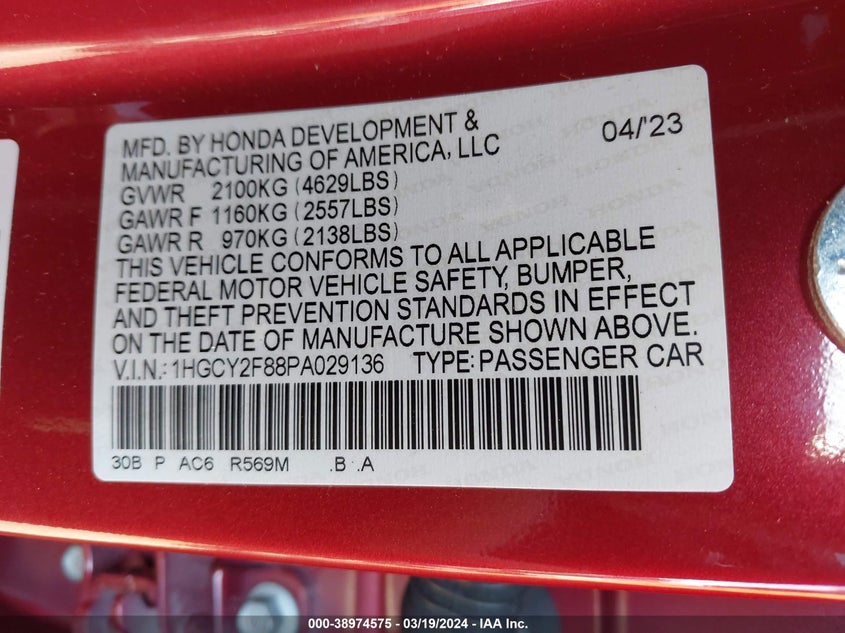 MFD. BY HONDA DEVELOPMENT & 04/'23
MANUFACTURING OF AMERICA, LLC
GVWR 2100KG (4629LBS)
GAWR F 1160KG (2557LBS)
GAWR R 970KG (2138LBS)
THIS VEHICLE CONFORMS TO ALL APPLICABLE
FEDERAL MOTOR VEHICLE SAFETY, BUMPER,
AND THEFT PREVENTION STANDARDS IN EFFECT
ON THE DATE OF MANUFACTURE SHOWN ABOVE.
V.I.N.: 1HGCY2F88PA029136 TYPE: PASSENGER CAR
30B P AC6 R569M .B .A
000-38974575 — 03/19/2024 — IAA Inc.